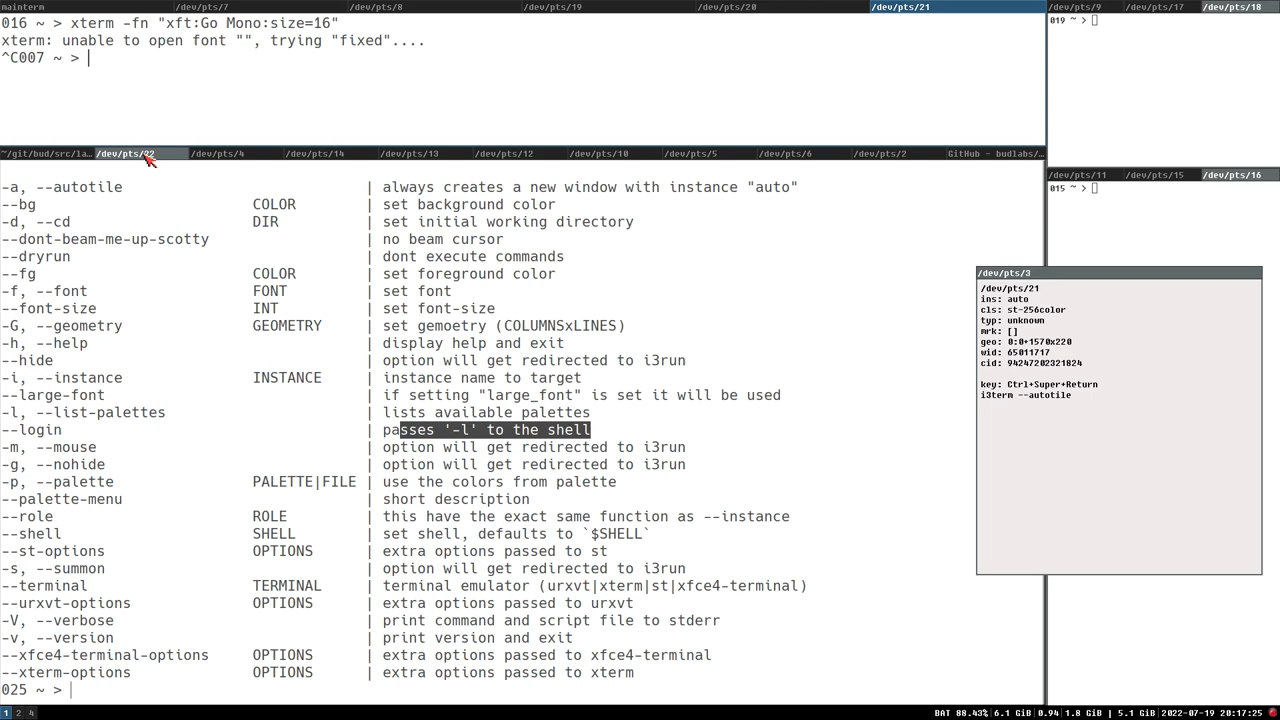 mainterm /dev/pts/7 /dev/pts/8 /dev/pts/19 /dev/pts/20 /dev/pts/21
016 ~ > xterm -fn "xft:Go Mono:size=16"
xterm: unable to open font "", trying "fixed"....
^C007 ~ >
/dev/pts/9 /dev/pts/17 /dev/pts/18
019 ~ >
~/git/bud/src/la… /dev/pts/22 /dev/pts/4 /dev/pts/14 /dev/pts/13 /dev/pts/12 /dev/pts/10 /dev/pts/5 /dev/pts/6 /dev/pts/2 GitHub - budlabs/…
-a, --autotile | always creates a new window with instance "auto"
--bg COLOR | set background color
-d, --cd DIR | set initial working directory
--dont-beam-me-up-scotty | no beam cursor
--dryrun | dont execute commands
--fg COLOR | set foreground color
-f, --font FONT | set font
--font-size INT | set font-size
-G, --geometry GEOMETRY | set gemoetry (COLUMNSxLINES)
-h, --help | display help and exit
--hide | option will get redirected to i3run
-i, --instance INSTANCE | instance name to target
--large-font | if setting "large_font" is set it will be used
-l, --list-palettes | lists available palettes
--login | passes '-l' to the shell
-m, --mouse | option will get redirected to i3run
-g, --nohide | option will get redirected to i3run
-p, --palette PALETTE|FILE | use the colors from palette
--palette-menu | short description
--role ROLE | this have the exact same function as --instance
--shell SHELL | set shell, defaults to `$SHELL`
--st-options OPTIONS | extra options passed to st
-s, --summon | option will get redirected to i3run
--terminal TERMINAL | terminal emulator (urxvt|xterm|st|xfce4-terminal)
--urxvt-options OPTIONS | extra options passed to urxvt
-V, --verbose | print command and script file to stderr
-v, --version | print version and exit
--xfce4-terminal-options OPTIONS | extra options passed to xfce4-terminal
--xterm-options OPTIONS | extra options passed to xterm
025 ~ >
/dev/pts/11 /dev/pts/15 /dev/pts/16
015 ~ >
/dev/pts/3
/dev/pts/21
ins: auto
cls: st-256color
typ: unknown
mrk: []
geo: 0:0+1570x220
wid: 65011717
cid: 94247202321824
key: Ctrl+Super+Return
i3term --autotile
1 2 4
BAT 88.43% | 6.1 GiB | 0.94 | 1.8 GiB | | 5.1 GiB | 2022-07-19 20:17:25